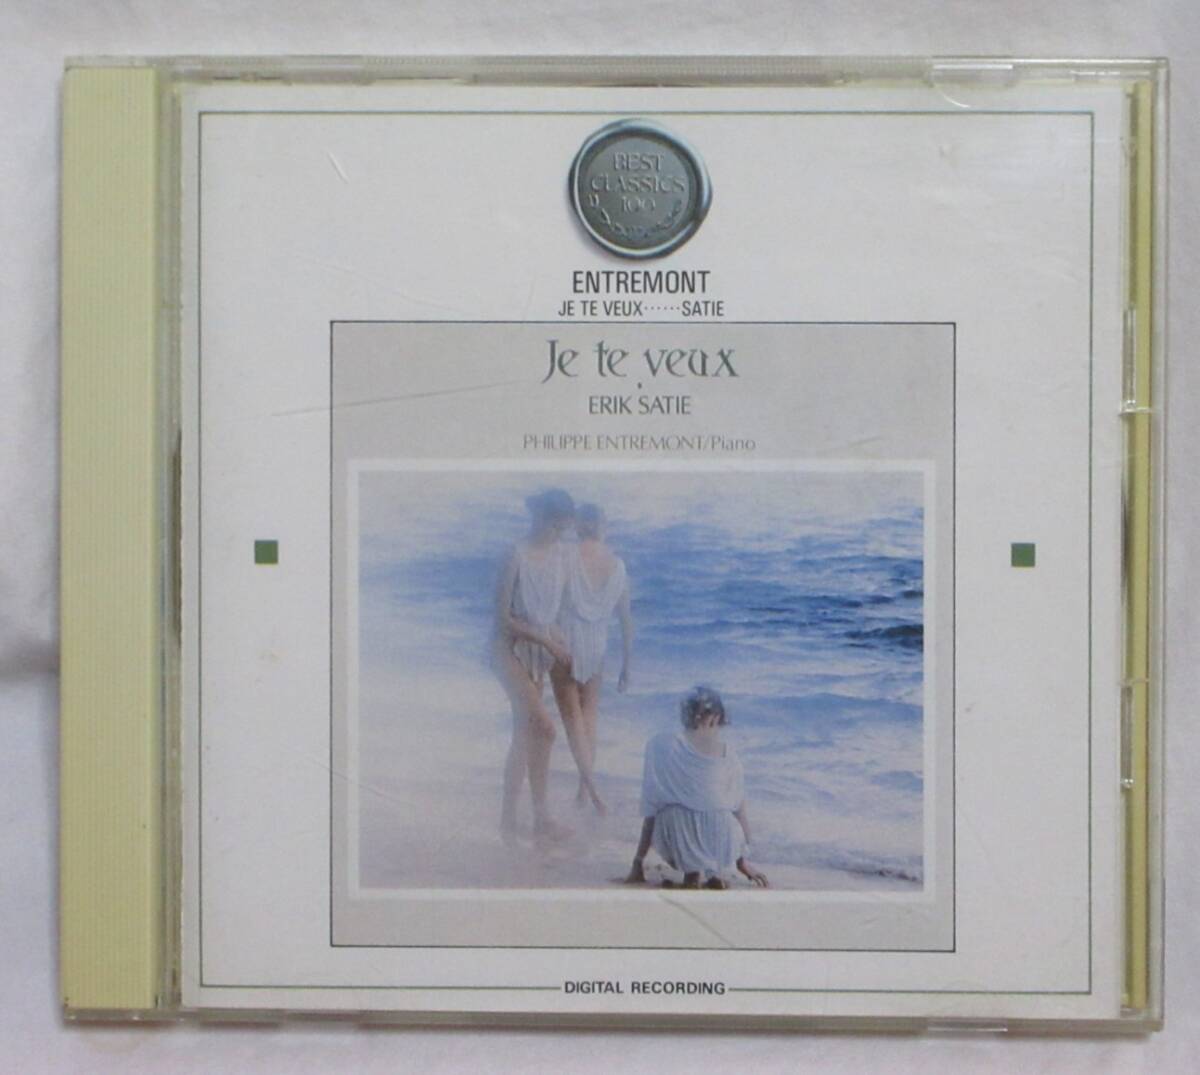 BEST
CLASSICS
100
ENTREMONT
JE TE VEUX······SATIE
Je te veux
ERIK SATIE
PHILIPPE ENTREMONT/Piano
DIGITAL RECORDING